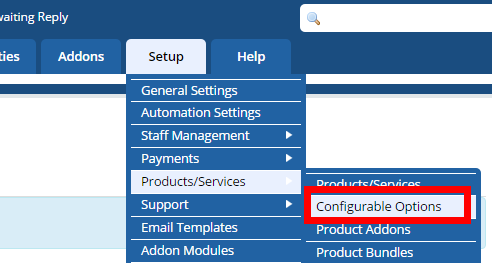 waiting Reply
ties
Addons
Setup
Help
General Settings
Automation Settings
Staff Management
Payments
Products/Services
Support
Email Templates
Addon Modules
Products/Services
Configurable Options
Product Addons
Product Bundles